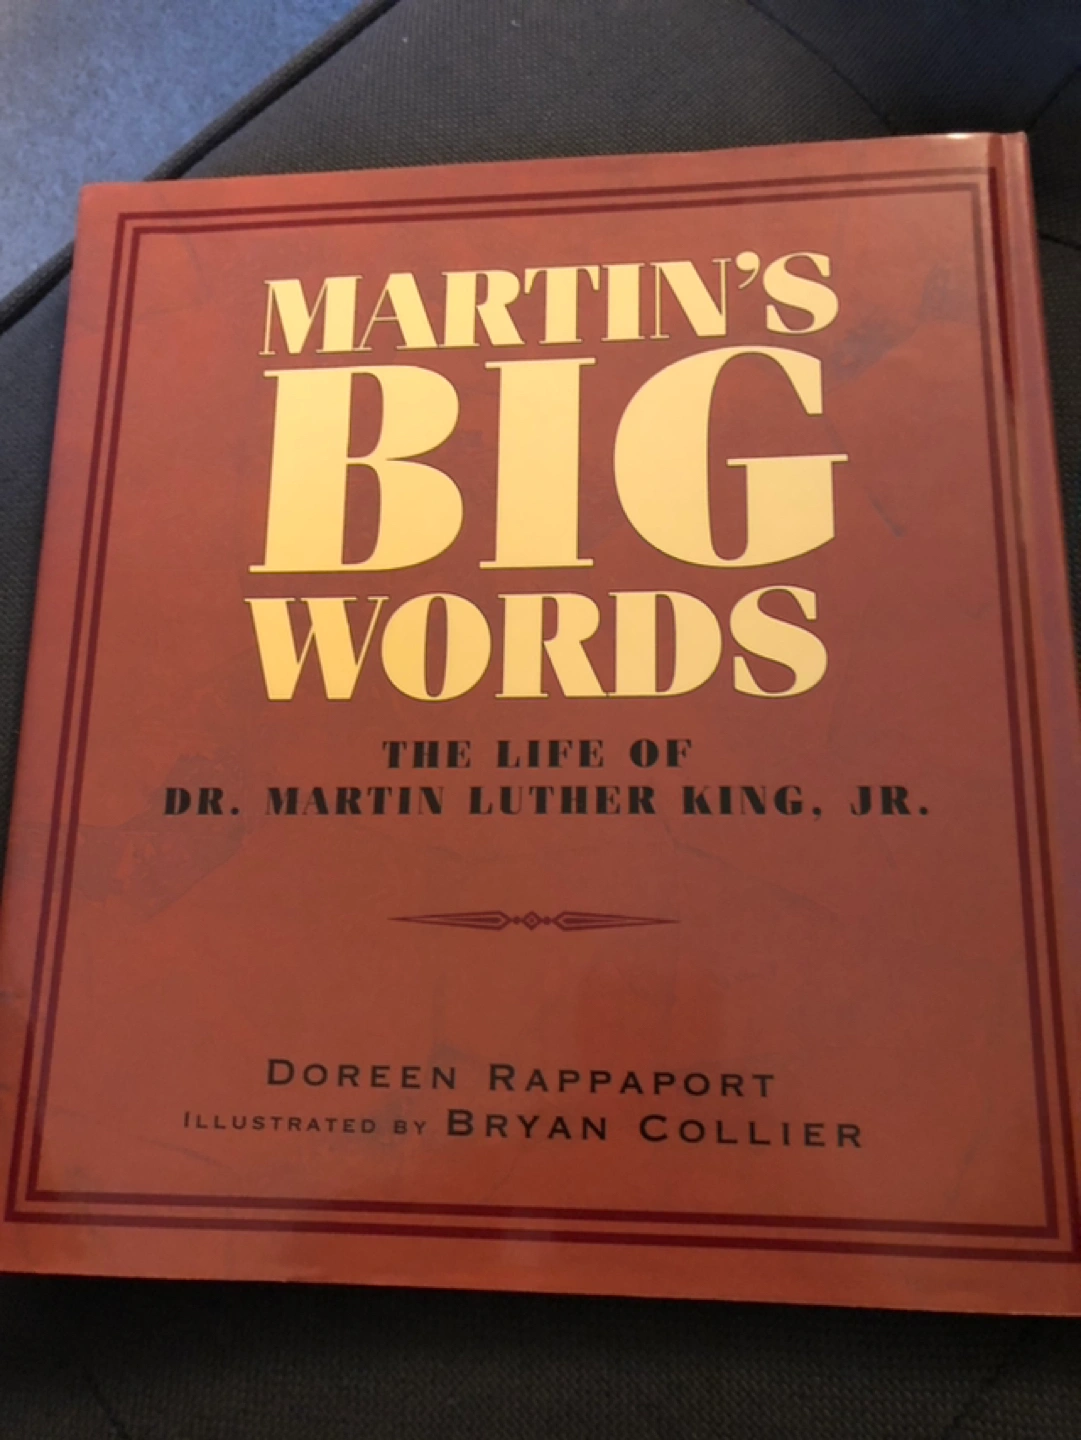 MARTIN'S
BIG
WORDS
THE LIFE OF
DR. MARTIN LUTHER KING, JR.
DOREEN RAPPAPORT
ILLUSTRATED BY BRYAN COLLIER